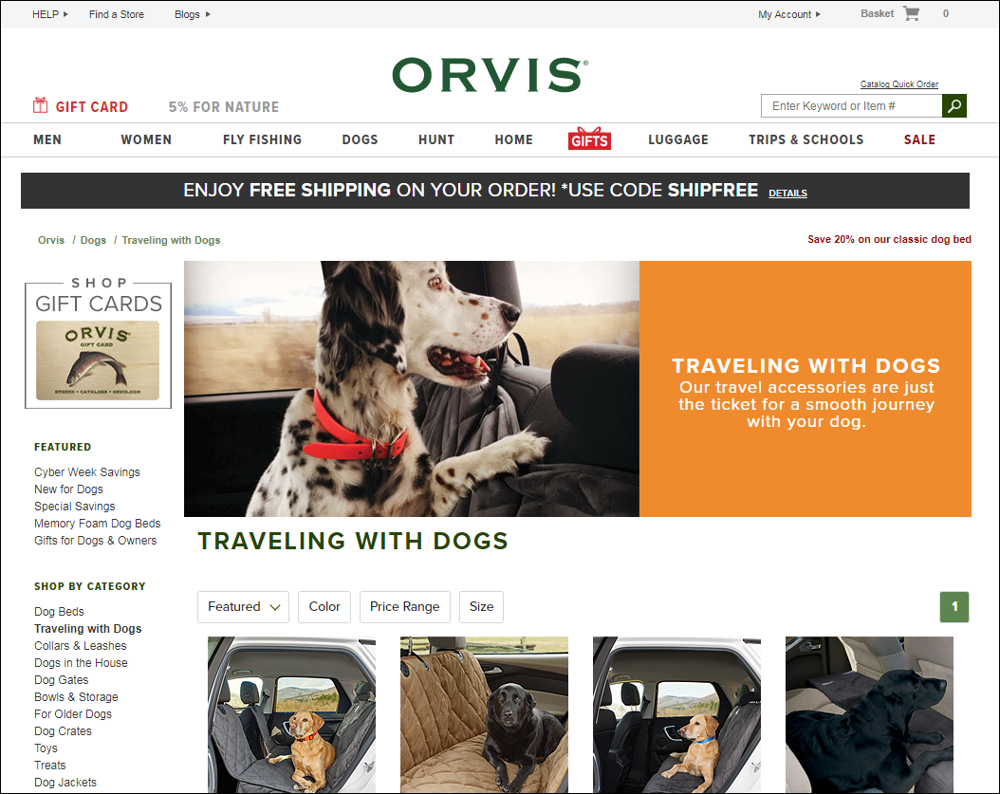 HELP
Find a Store
Blogs
My Account
Basket
0
ORVIS®
Catalog Quick Order
GIFT CARD
5% FOR NATURE
Enter Keyword or Item #
MEN
WOMEN
FLY FISHING
DOGS
HUNT
HOME
GIFTS
LUGGAGE
TRIPS & SCHOOLS
SALE
ENJOY FREE SHIPPING ON YOUR ORDER! *USE CODE SHIPFREE DETAILS
Orvis / Dogs / Traveling with Dogs
Save 20% on our classic dog bed
SHOP
GIFT CARDS
ORVIS
GIFT CARD
STORES • CATALOGS • ORVIS.COM
TRAVELING WITH DOGS
Our travel accessories are just
the ticket for a smooth journey
with your dog.
FEATURED
Cyber Week Savings
New for Dogs
Special Savings
Memory Foam Dog Beds
Gifts for Dogs & Owners
SHOP BY CATEGORY
Dog Beds
Traveling with Dogs
Collars & Leashes
Dogs in the House
Dog Gates
Bowls & Storage
For Older Dogs
Dog Crates
Toys
Treats
Dog Jackets
TRAVELING WITH DOGS
Featured
Color
Price Range
Size
1